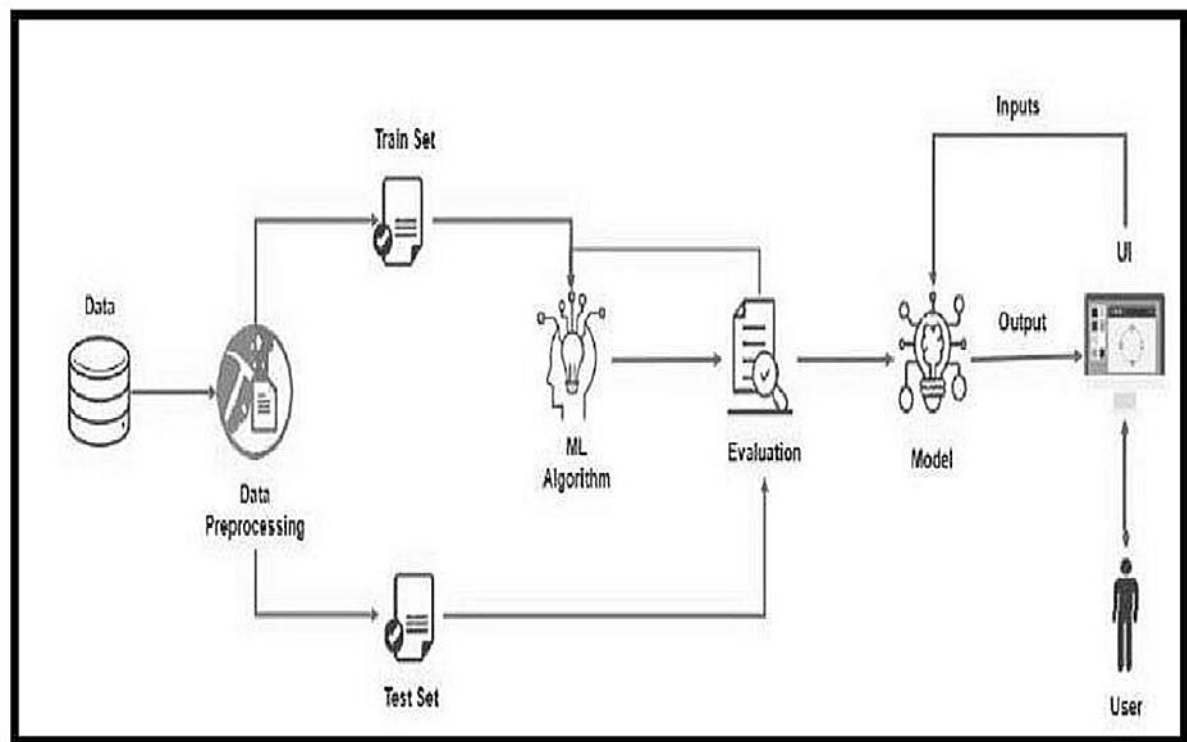 Inputs
Train Set
UI
Data
Output
ML
Algorithm
Evaluation
Model
Data
Preprocessing
Test Set
User